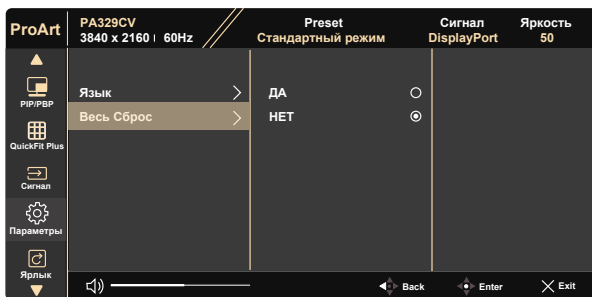 ProArt
PA329CV
3840 x 2160 60Hz
Preset
Стандартный режим
Сигнал
DisplayPort
Яркость
50
PIP/PBP
QuickFit Plus
Сигнал
Параметры
Ярлык
Язык
Весь Сброс
ДА
НЕТ
Back
Enter
Exit